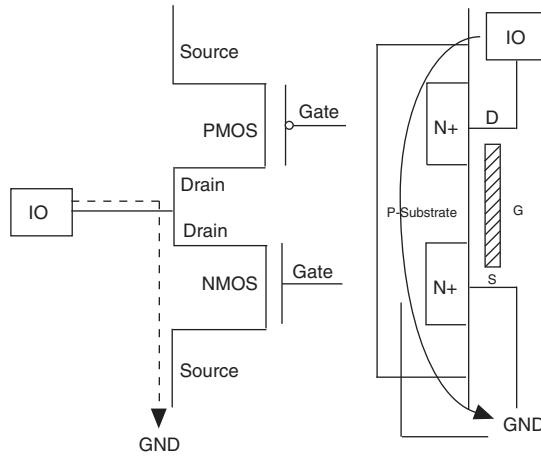 Source
PMOS
Gate
Drain
IO
Drain
NMOS
Gate
Source
GND
IO
N+
D
P-Substrate
G
N+
S
GND